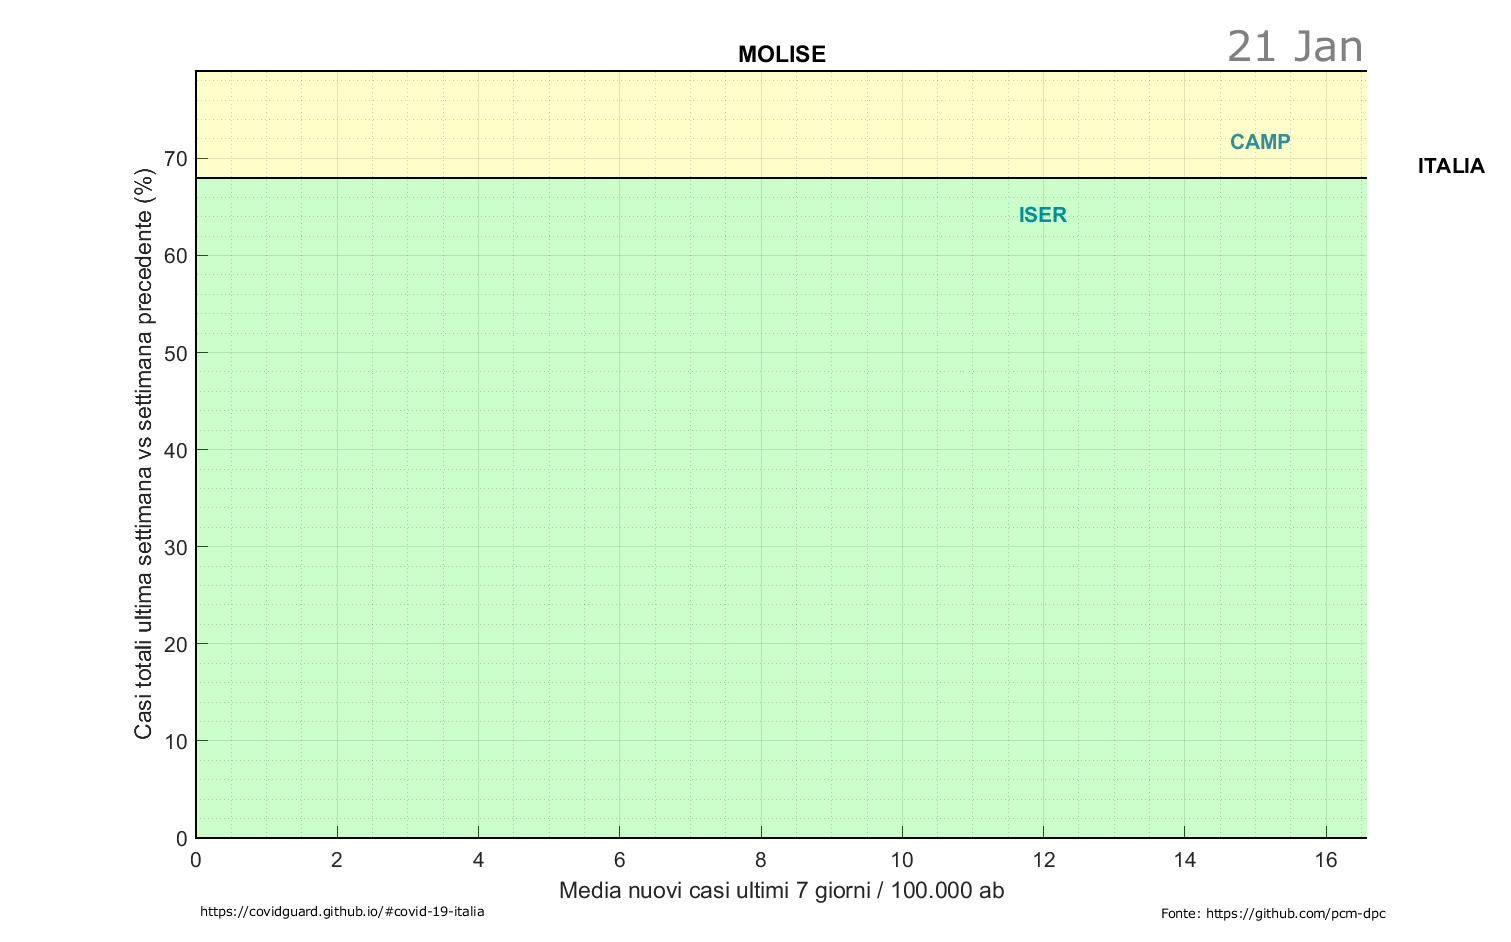 MOLISE
21 Jan
CAMP
ITALIA
ISER
Casi totali ultima settimana vs settimana precedente (%)
70
60
50
40
30
20
10
0
0 2 4 6 8 10 12 14 16
Media nuovi casi ultimi 7 giorni / 100.000 ab
https://covidguard.github.io/#covid-19-italia
Fonte: https://github.com/pcm-dpc